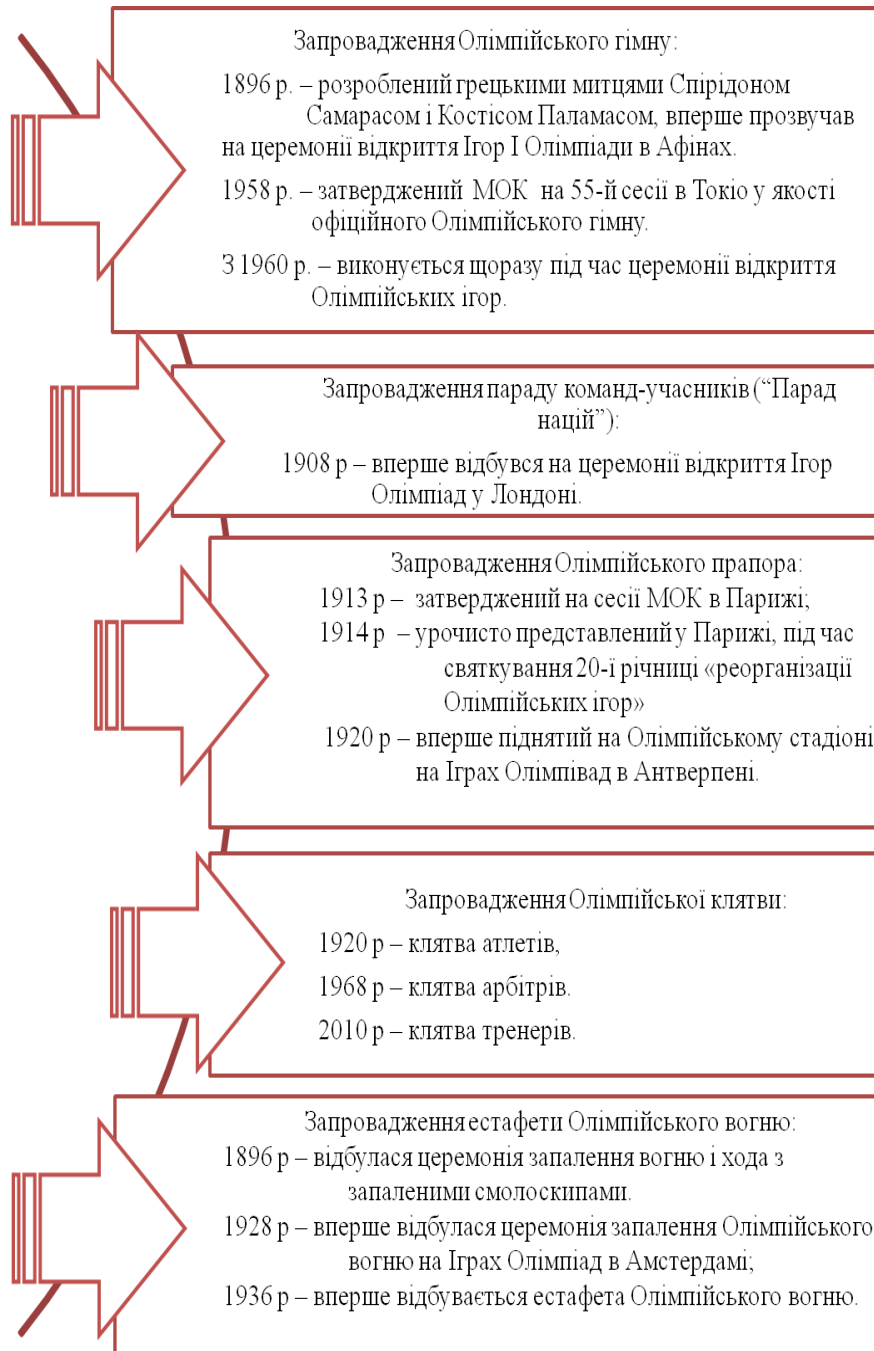 Запровадження Олімпійського гімну:
1896 р. – розроблений грецькими митцями Спірідоном
Самарасом і Костісом Паламасом, вперше прозвучав
на церемонії відкриття Ігор І Олімпіади в Афінах.
1958 р. – затверджений МОК на 55-й сесії в Токіо у якості
офіційного Олімпійського гімну.
З 1960 р. – виконується щоразу під час церемонії відкриття
Олімпійських ігор.
Запровадження параду команд-учасників (“Парад
націй”):
1908 р – вперше відбувся на церемонії відкриття Ігор
Олімпіад у Лондоні.
Запровадження Олімпійського прапора:
1913 р – затверджений на сесії МОК в Парижі;
1914 р – урочисто представлений у Парижі, під час
святкування 20-ї річниці «реорганізації
Олімпійських ігор»
1920 р – вперше піднятий на Олімпійському стадіоні
на Іграх Олімпівад в Антверпені.
Запровадження Олімпійської клятви:
1920 р – клятва атлетів,
1968 р – клятва арбітрів.
2010 р – клятва тренерів.
Запровадження естафети Олімпійського вогню:
1896 р – відбулася церемонія запалення вогню і хода з
запаленими смолоскипами.
1928 р – вперше відбулася церемонія запалення Олімпійського
вогню на Іграх Олімпіад в Амстердамі;
1936 р – вперше відбувається естафета Олімпійського вогню.